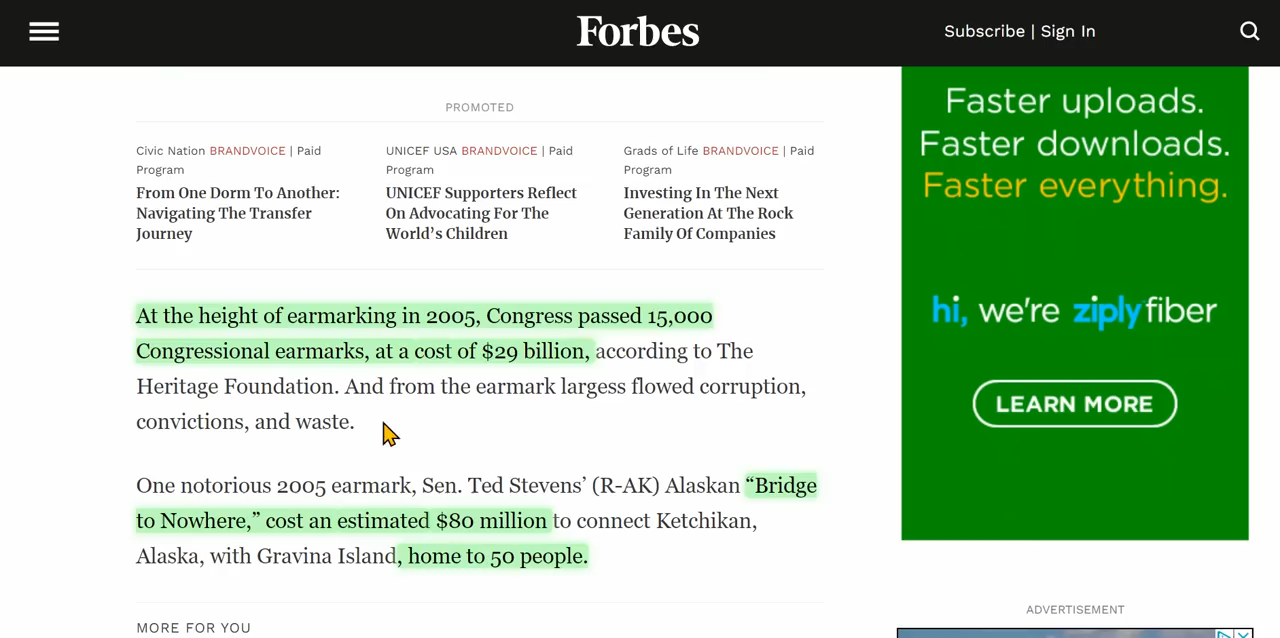 Forbes
Subscribe | Sign In
PROMOTED
Civic Nation BRANDVOICE | Paid
Program
From One Dorm To Another:
Navigating The Transfer
Journey
UNICEF USA BRANDVOICE | Paid
Program
UNICEF Supporters Reflect
On Advocating For The
World’s Children
Grads of Life BRANDVOICE | Paid
Program
Investing In The Next
Generation At The Rock
Family Of Companies
At the height of earmarking in 2005, Congress passed 15,000
Congressional earmarks, at a cost of $29 billion, according to The
Heritage Foundation. And from the earmark largess flowed corruption,
convictions, and waste.
One notorious 2005 earmark, Sen. Ted Stevens’ (R-AK) Alaskan “Bridge
to Nowhere,” cost an estimated $80 million to connect Ketchikan,
Alaska, with Gravina Island, home to 50 people.
MORE FOR YOU
Faster uploads.
Faster downloads.
Faster everything.
hi, we're ziplyfiber
LEARN MORE
ADVERTISEMENT